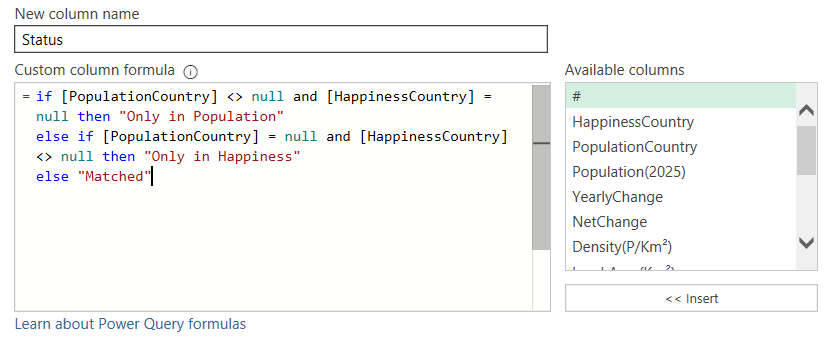 New column name
Status
Custom column formula
Available columns
= if [PopulationCountry] <> null and [HappinessCountry] =
null then "Only in Population"
else if [PopulationCountry] = null and [HappinessCountry]
<> null then "Only in Happiness"
else "Matched"
#
HappinessCountry
PopulationCountry
Population(2025)
YearlyChange
NetChange
Density(P/Km²)
<< Insert
Learn about Power Query formulas